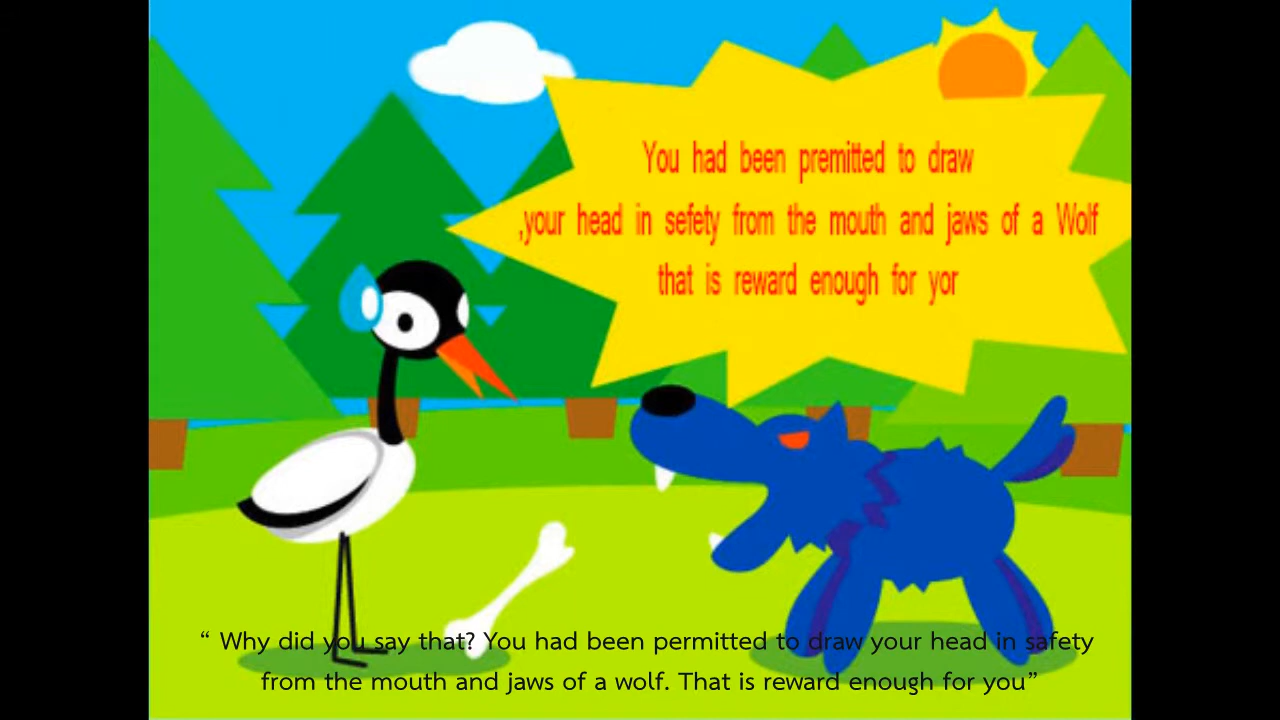 You had been premitted to draw
,your head in sefety from the mouth and jaws of a Wolf
that is reward enough for yor
“ Why did you say that? You had been permitted to draw your head in safety
from the mouth and jaws of a wolf. That is reward enough for you”